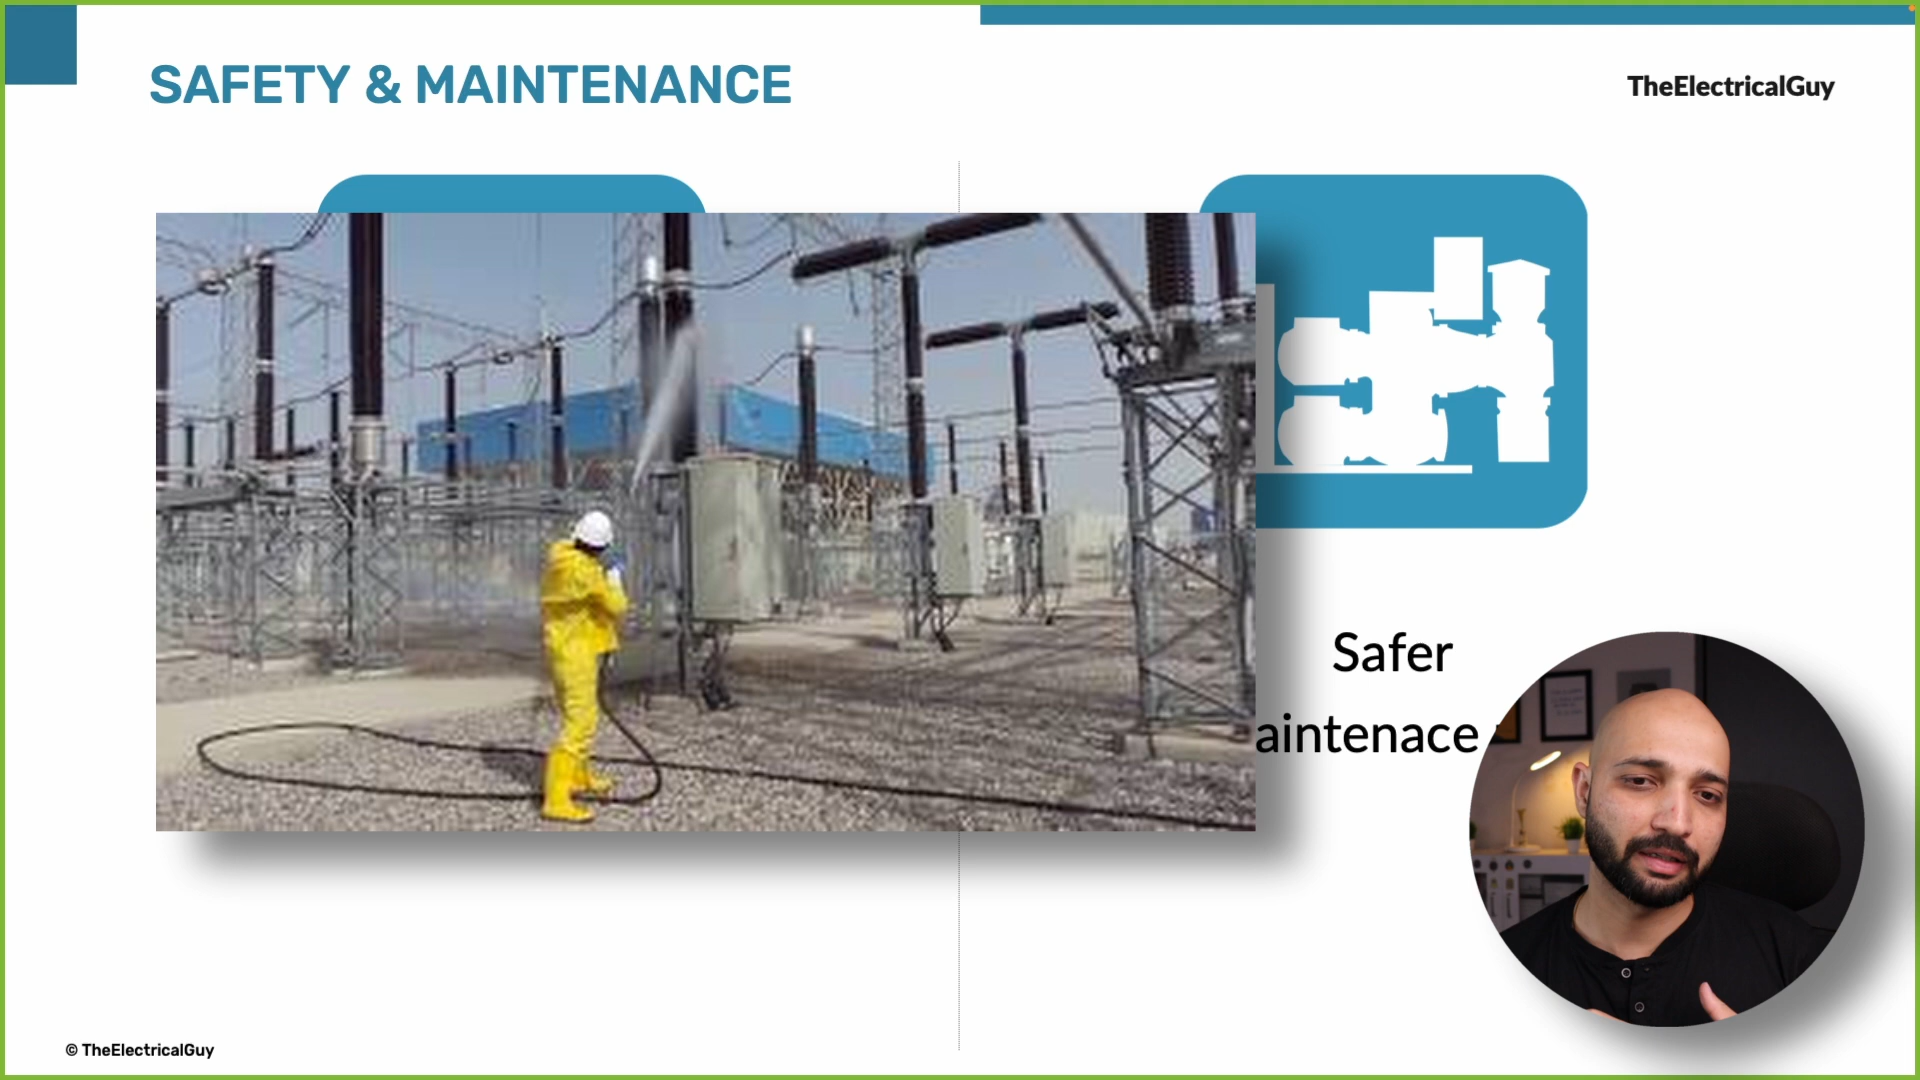 SAFETY & MAINTENANCE
TheElectricalGuy
Safer
aintenace
© TheElectricalGuy